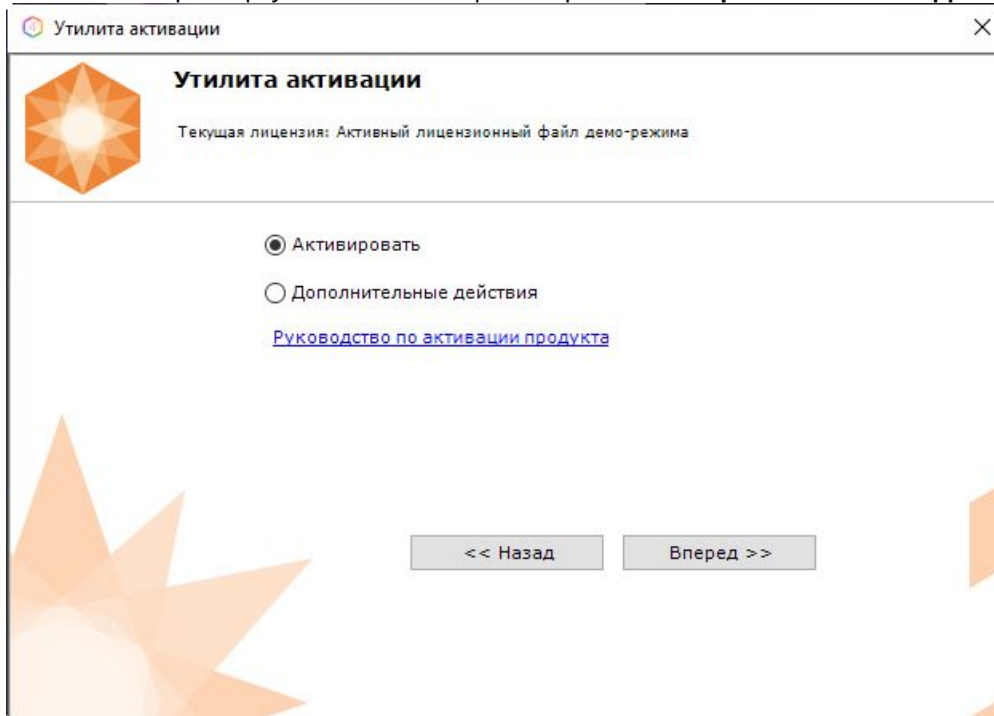 Утилита активации
Утилита активации
Текущая лицензия: Активный лицензионный файл демо-режима
Активировать
Дополнительные действия
Руководство по активации продукта
<< Назад
Вперед >>